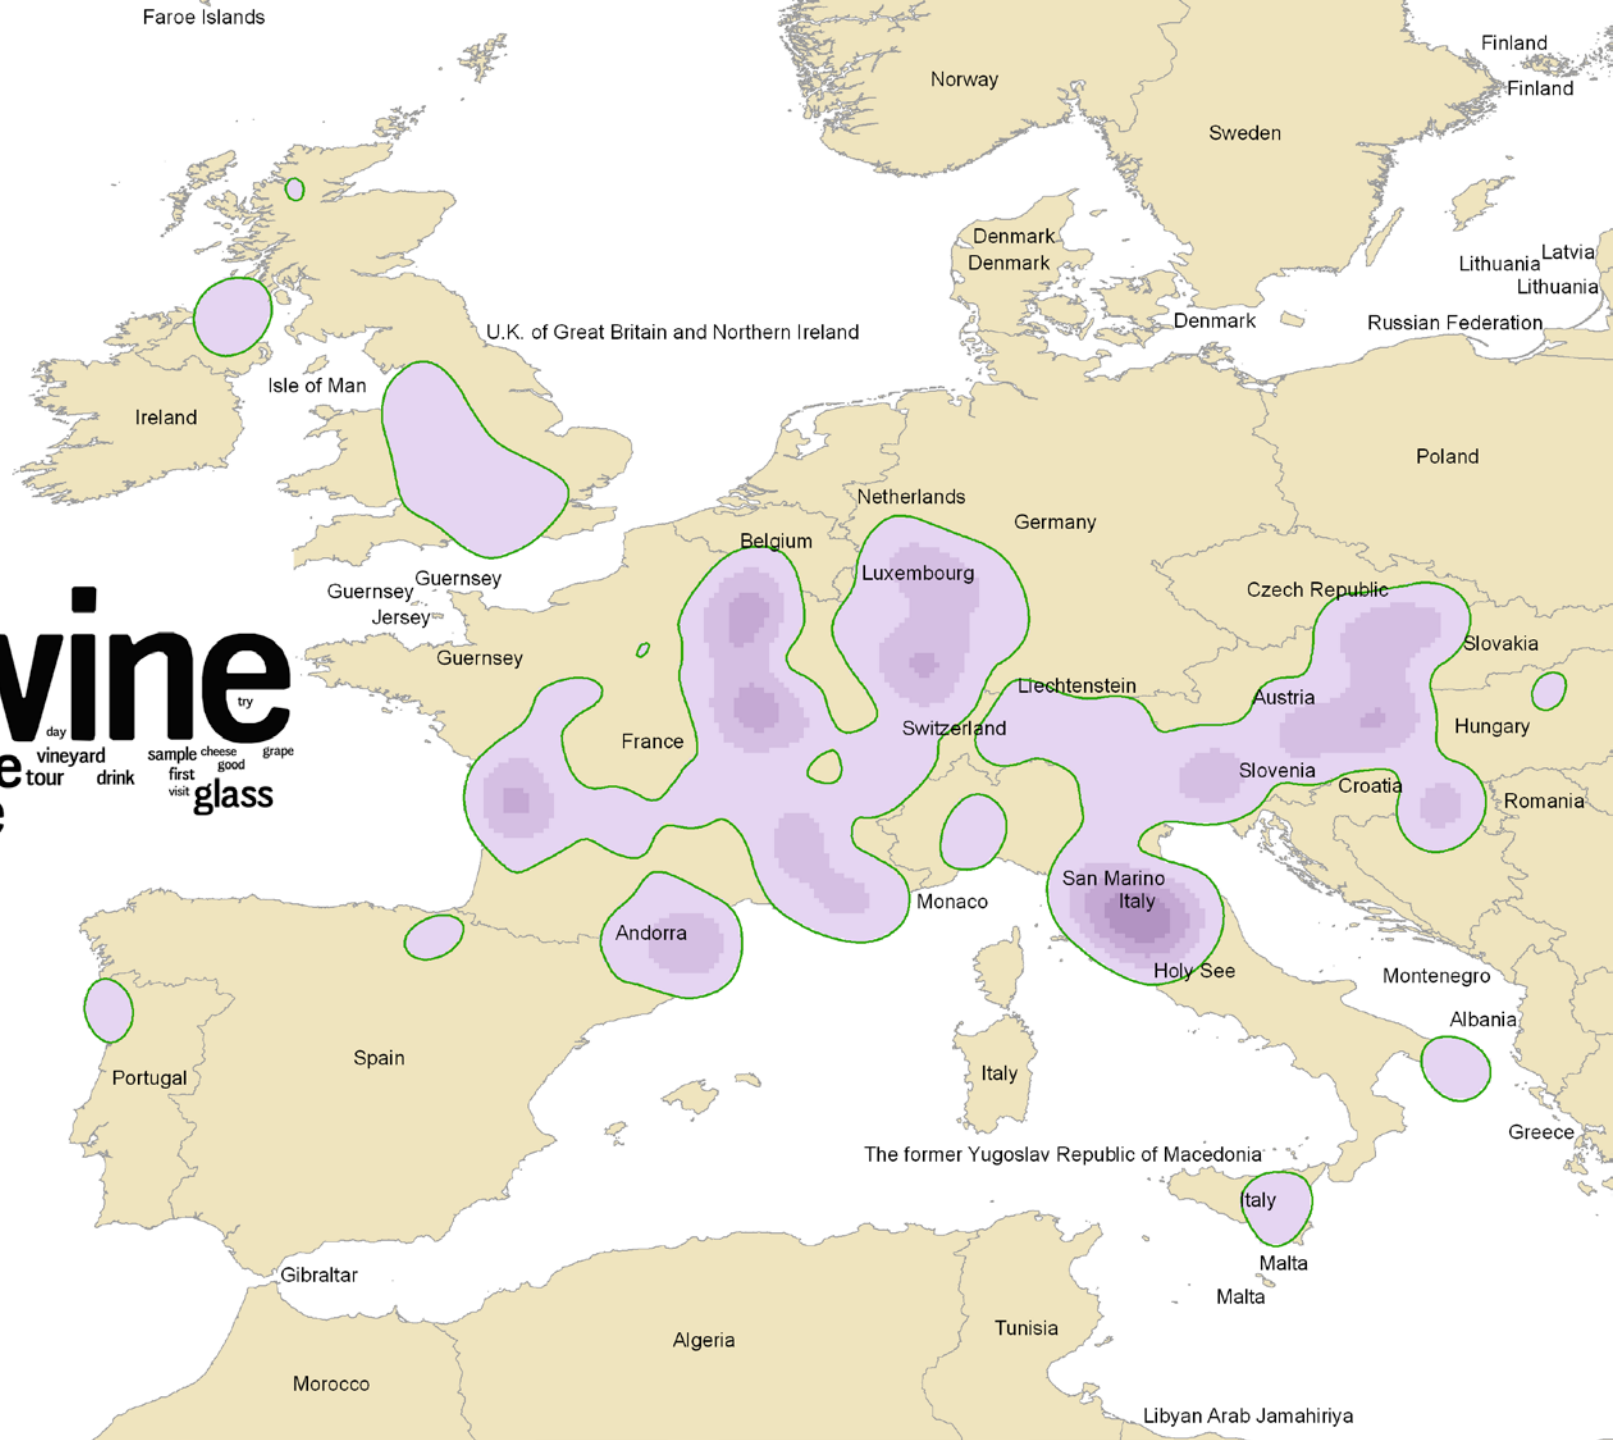 Faroe Islands
Finland
Finland
Norway
Sweden
Denmark
Denmark
Latvia
Lithuania
Lithuania
Denmark
Russian Federation
U.K. of Great Britain and Northern Ireland
Isle of Man
Ireland
Poland
Netherlands
Germany
Belgium
Luxembourg
Guernsey
Guernsey
Jersey
Czech Republic
Guernsey
Slovakia
Liechtenstein
Austria
wine
try
day
vineyard
sample
cheese
grape
good
tour
drink
first
visit
glass
France
Switzerland
Hungary
Slovenia
Croatia
Romania
San Marino
Italy
Monaco
Andorra
Holy See
Montenegro
Albania
Spain
Portugal
Italy
Greece
The former Yugoslav Republic of Macedonia
Italy
Malta
Gibraltar
Malta
Algeria
Tunisia
Morocco
Libyan Arab Jamahiriya